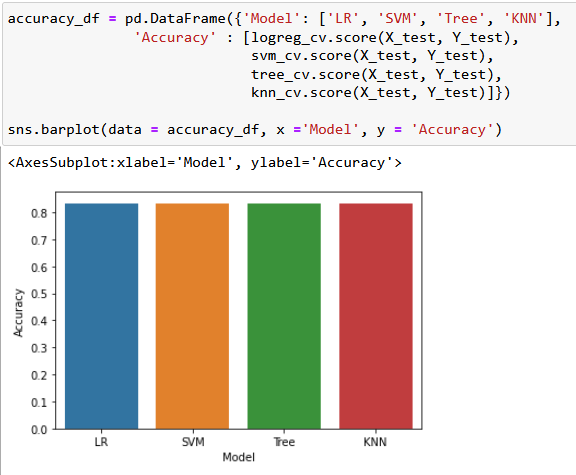 accuracy_df = pd.DataFrame({'Model': ['LR', 'SVM', 'Tree', 'KNN'],
'Accuracy' : [logreg_cv.score(X_test, Y_test),
svm_cv.score(X_test, Y_test),
tree_cv.score(X_test, Y_test),
knn_cv.score(X_test, Y_test)]})
sns.barplot(data = accuracy_df, x ='Model', y = 'Accuracy')
<AxesSubplot:xlabel='Model', ylabel='Accuracy'>
0.8
0.7
0.6
0.5
0.4
0.3
0.2
0.1
0.0
Accuracy
LR SVM Tree KNN
Model